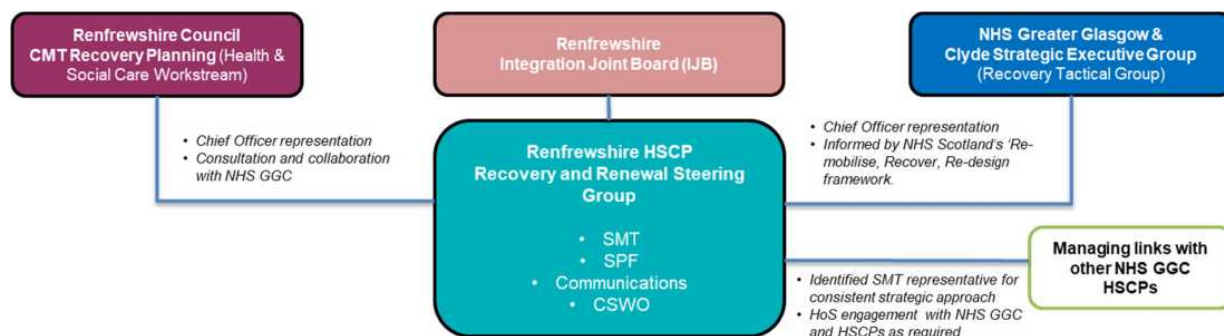 Renfrewshire Council
CMT Recovery Planning (Health &
Social Care Workstream)
Renfrewshire
Integration Joint Board (IJB)
NHS Greater Glasgow &
Clyde Strategic Executive Group
(Recovery Tactical Group)
• Chief Officer representation
• Consultation and collaboration
with NHS GGC
Renfrewshire HSCP
Recovery and Renewal Steering
Group
• SMT
• SPF
• Communications
• CSWO
• Chief Officer representation
• Informed by NHS Scotland's 'Re-
mobilise, Recover, Re-design
framework.
Managing links with
other NHS GGC
HSCPs
• Identified SMT representative for
consistent strategic approach
• HoS engagement with NHS GGC
and HSCPs as required